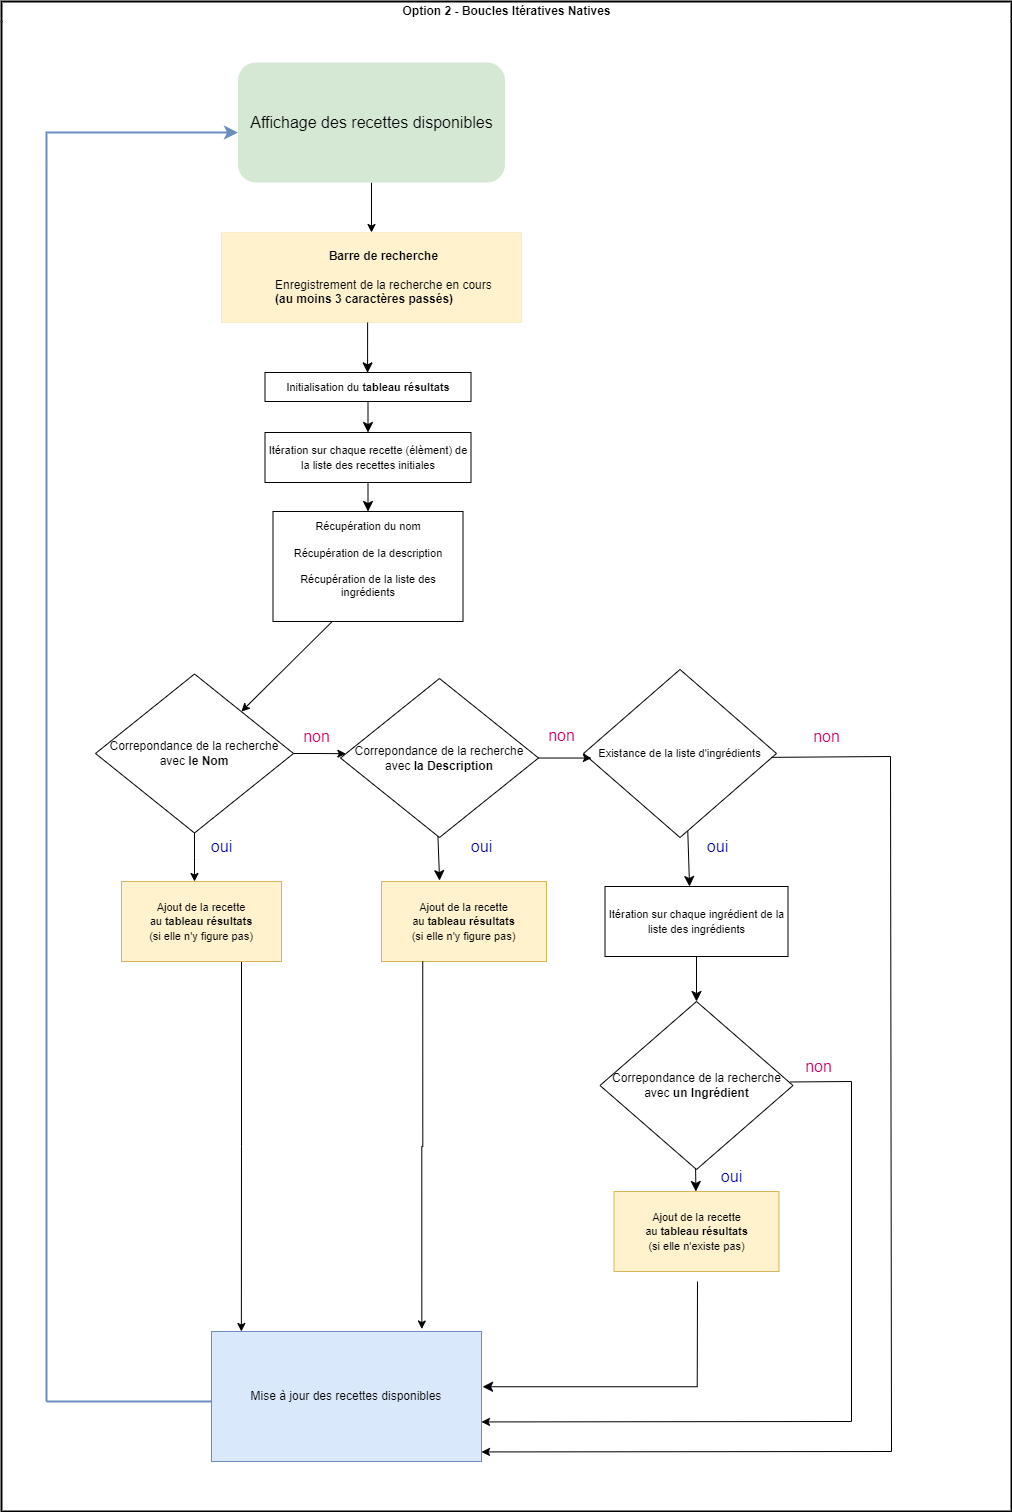 Option 2 - Boucles Itératives Natives
Affichage des recettes disponibles
Barre de recherche
Enregistrement de la recherche en cours
(au moins 3 caractères passés)
Initialisation du tableau résultats
Itération sur chaque recette (élèment) de
la liste des recettes initiales
Récupération du nom
Récupération de la description
Récupération de la liste des
ingrédients
Correpondance de la recherche
avec le Nom
non
Correpondance de la recherche
avec la Description
non
Existance de la liste d'ingrédients
non
oui
oui
oui
Ajout de la recette
au tableau résultats
(si elle n'y figure pas)
Ajout de la recette
au tableau résultats
(si elle n'y figure pas)
Itération sur chaque ingrédient de la
liste des ingrédients
Correpondance de la recherche
avec un Ingrédient
non
oui
Ajout de la recette
au tableau résultats
(si elle n'existe pas)
Mise à jour des recettes disponibles